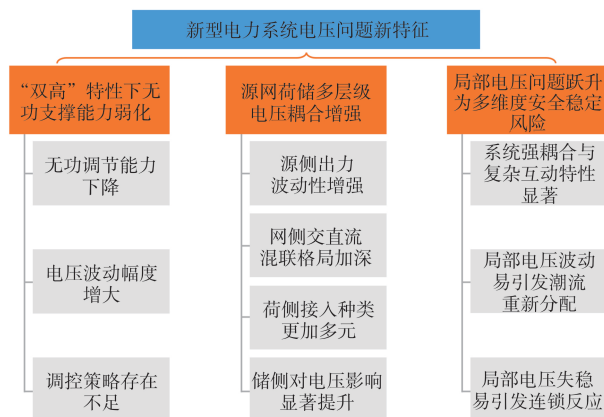 新型电力系统电压问题新特征
“双高”特性下无
功支撑能力弱化
无功调节能力
下降
电压波动幅度
增大
调控策略存在
不足
源网荷储多层级
电压耦合增强
源侧出力
波动性增强
网侧交直流
混联格局加深
荷侧接入种类
更加多元
储侧对电压影响
显著提升
局部电压问题跃升
为多维度安全稳定
风险
系统强耦合与
复杂互动特性
显著
局部电压波动
易引发潮流
重新分配
局部电压失稳
易引发连锁反应